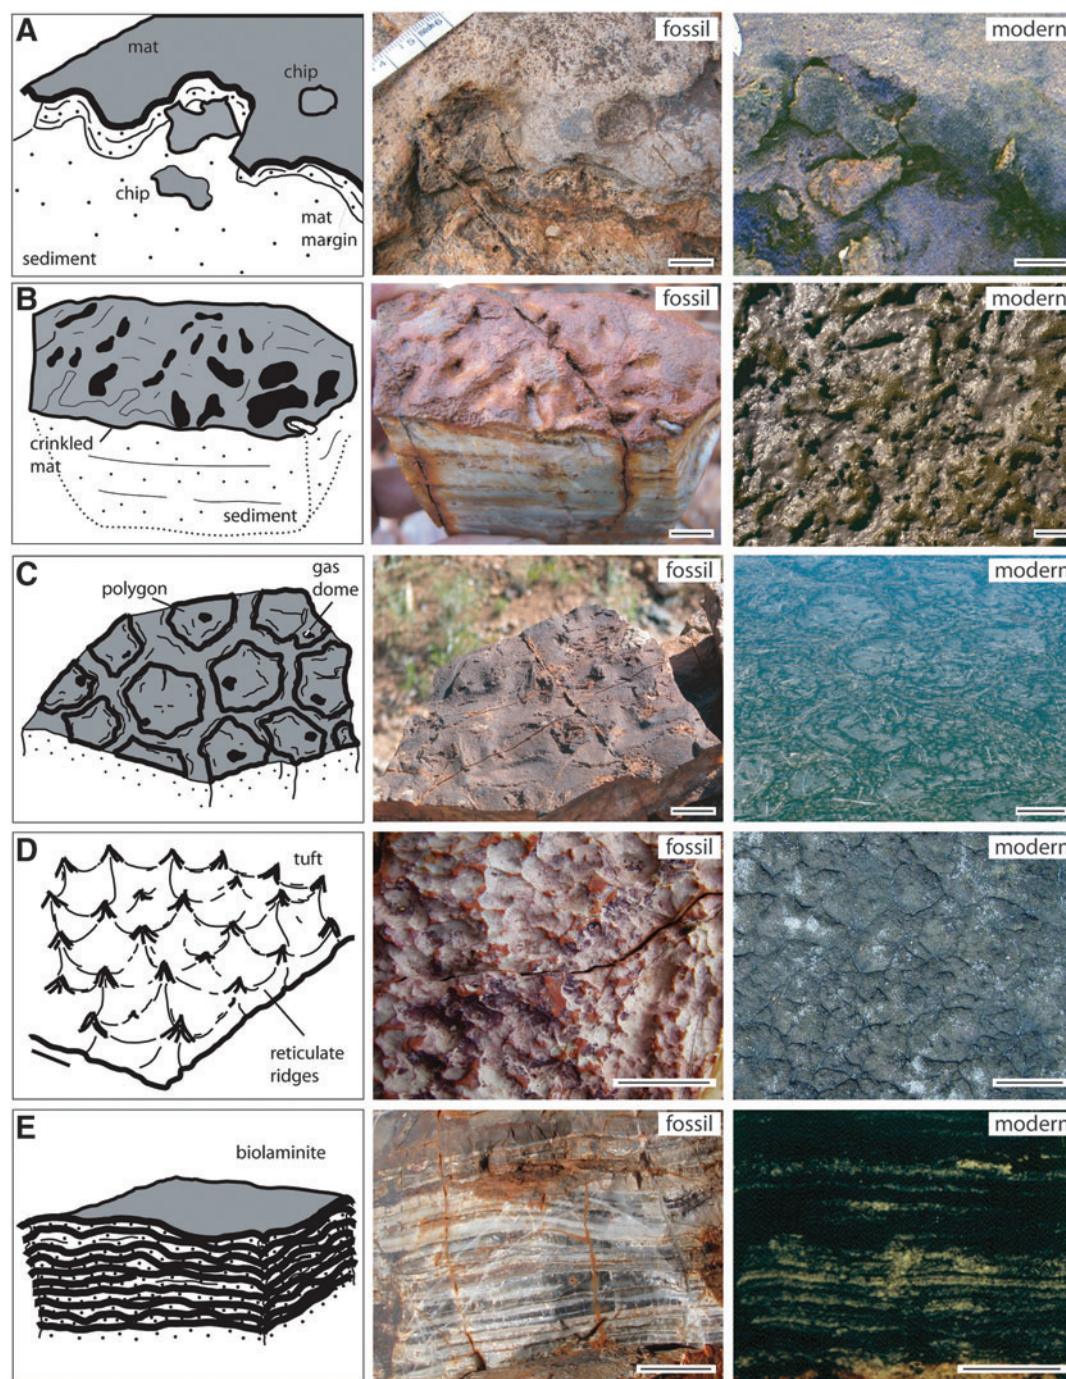 A
mat
chip
chip
mat
margin
sediment
fossil
modern
B
crinkled
mat
sediment
fossil
modern
C
polygon
gas
dome
fossil
modern
D
tuft
reticulate
ridges
fossil
modern
E
biolaminite
fossil
modern